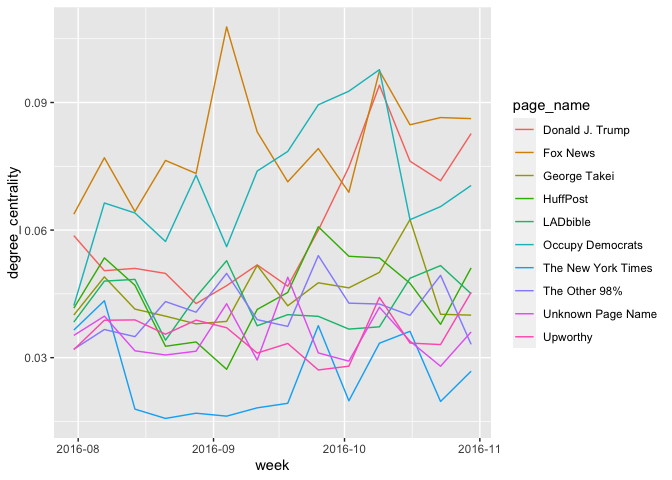 degree_centrality
0.09
0.06
0.03
2016-08
2016-09
2016-10
2016-11
week
page_name
Donald J. Trump
Fox News
George Takei
HuffPost
LADbible
Occupy Democrats
The New York Times
The Other 98%
Unknown Page Name
Upworthy